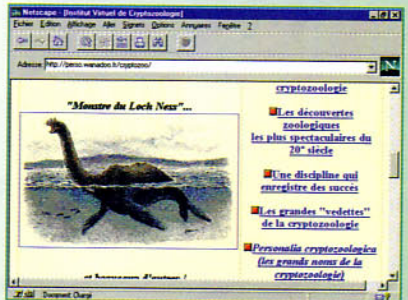 Netscape - [Institut Virtuel de Cryptozoologie]
Fichier Edition Affichage Aller Signets Options Annuaires Fenêtre ?
Adresse http://perso.wanadoo.fr/cryptozoo/
"Monstre du Loch Ness"...
et beaucoup d'autres !
cryptozoologie
Les découvertes
zoologiques
les plus spectaculaires du
20° siècle
Une discipline qui
enregistre des succès
Les grandes "vedettes"
de la cryptozoologie
Personalia cryptozoologica
(les grands noms de la
cryptozoologie)
Document Chargé